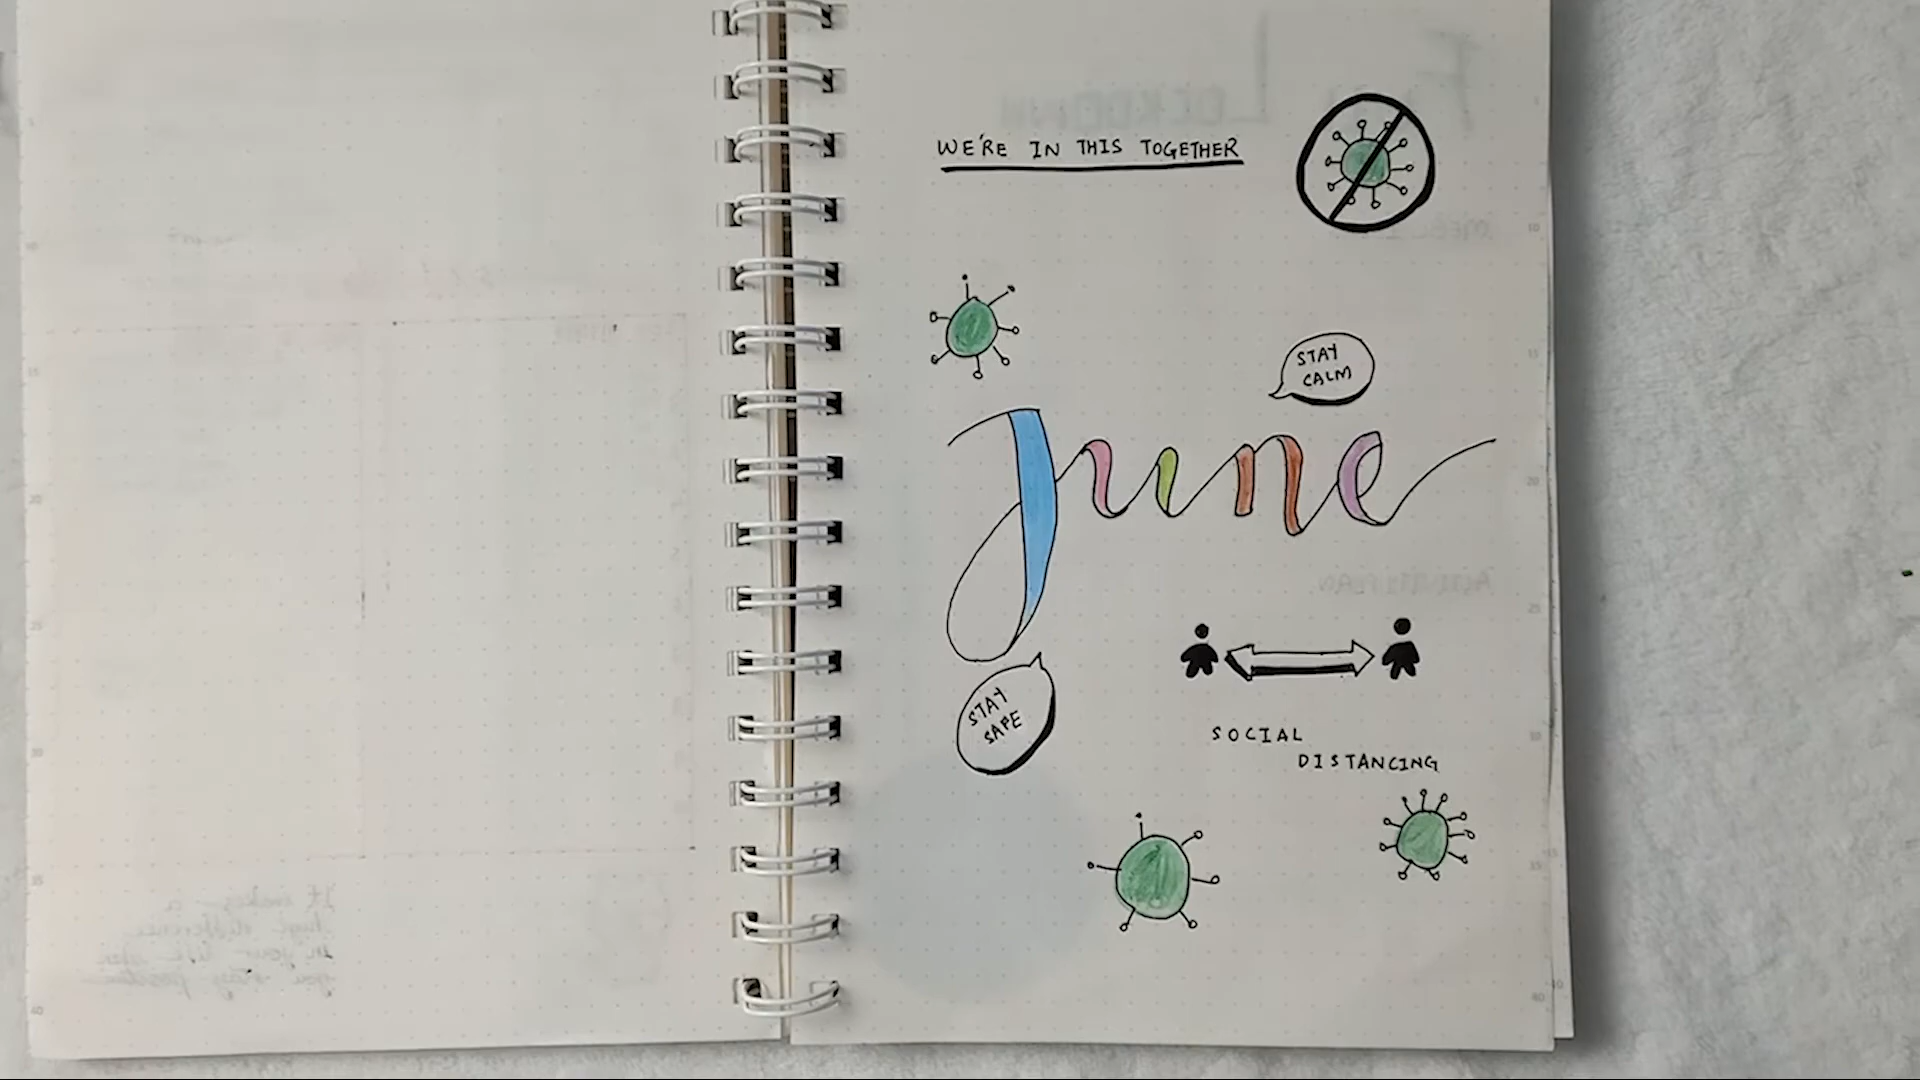 WE'RE IN THIS TOGETHER
STAY
CALM
June
STAY
SAFE
SOCIAL
DISTANCING